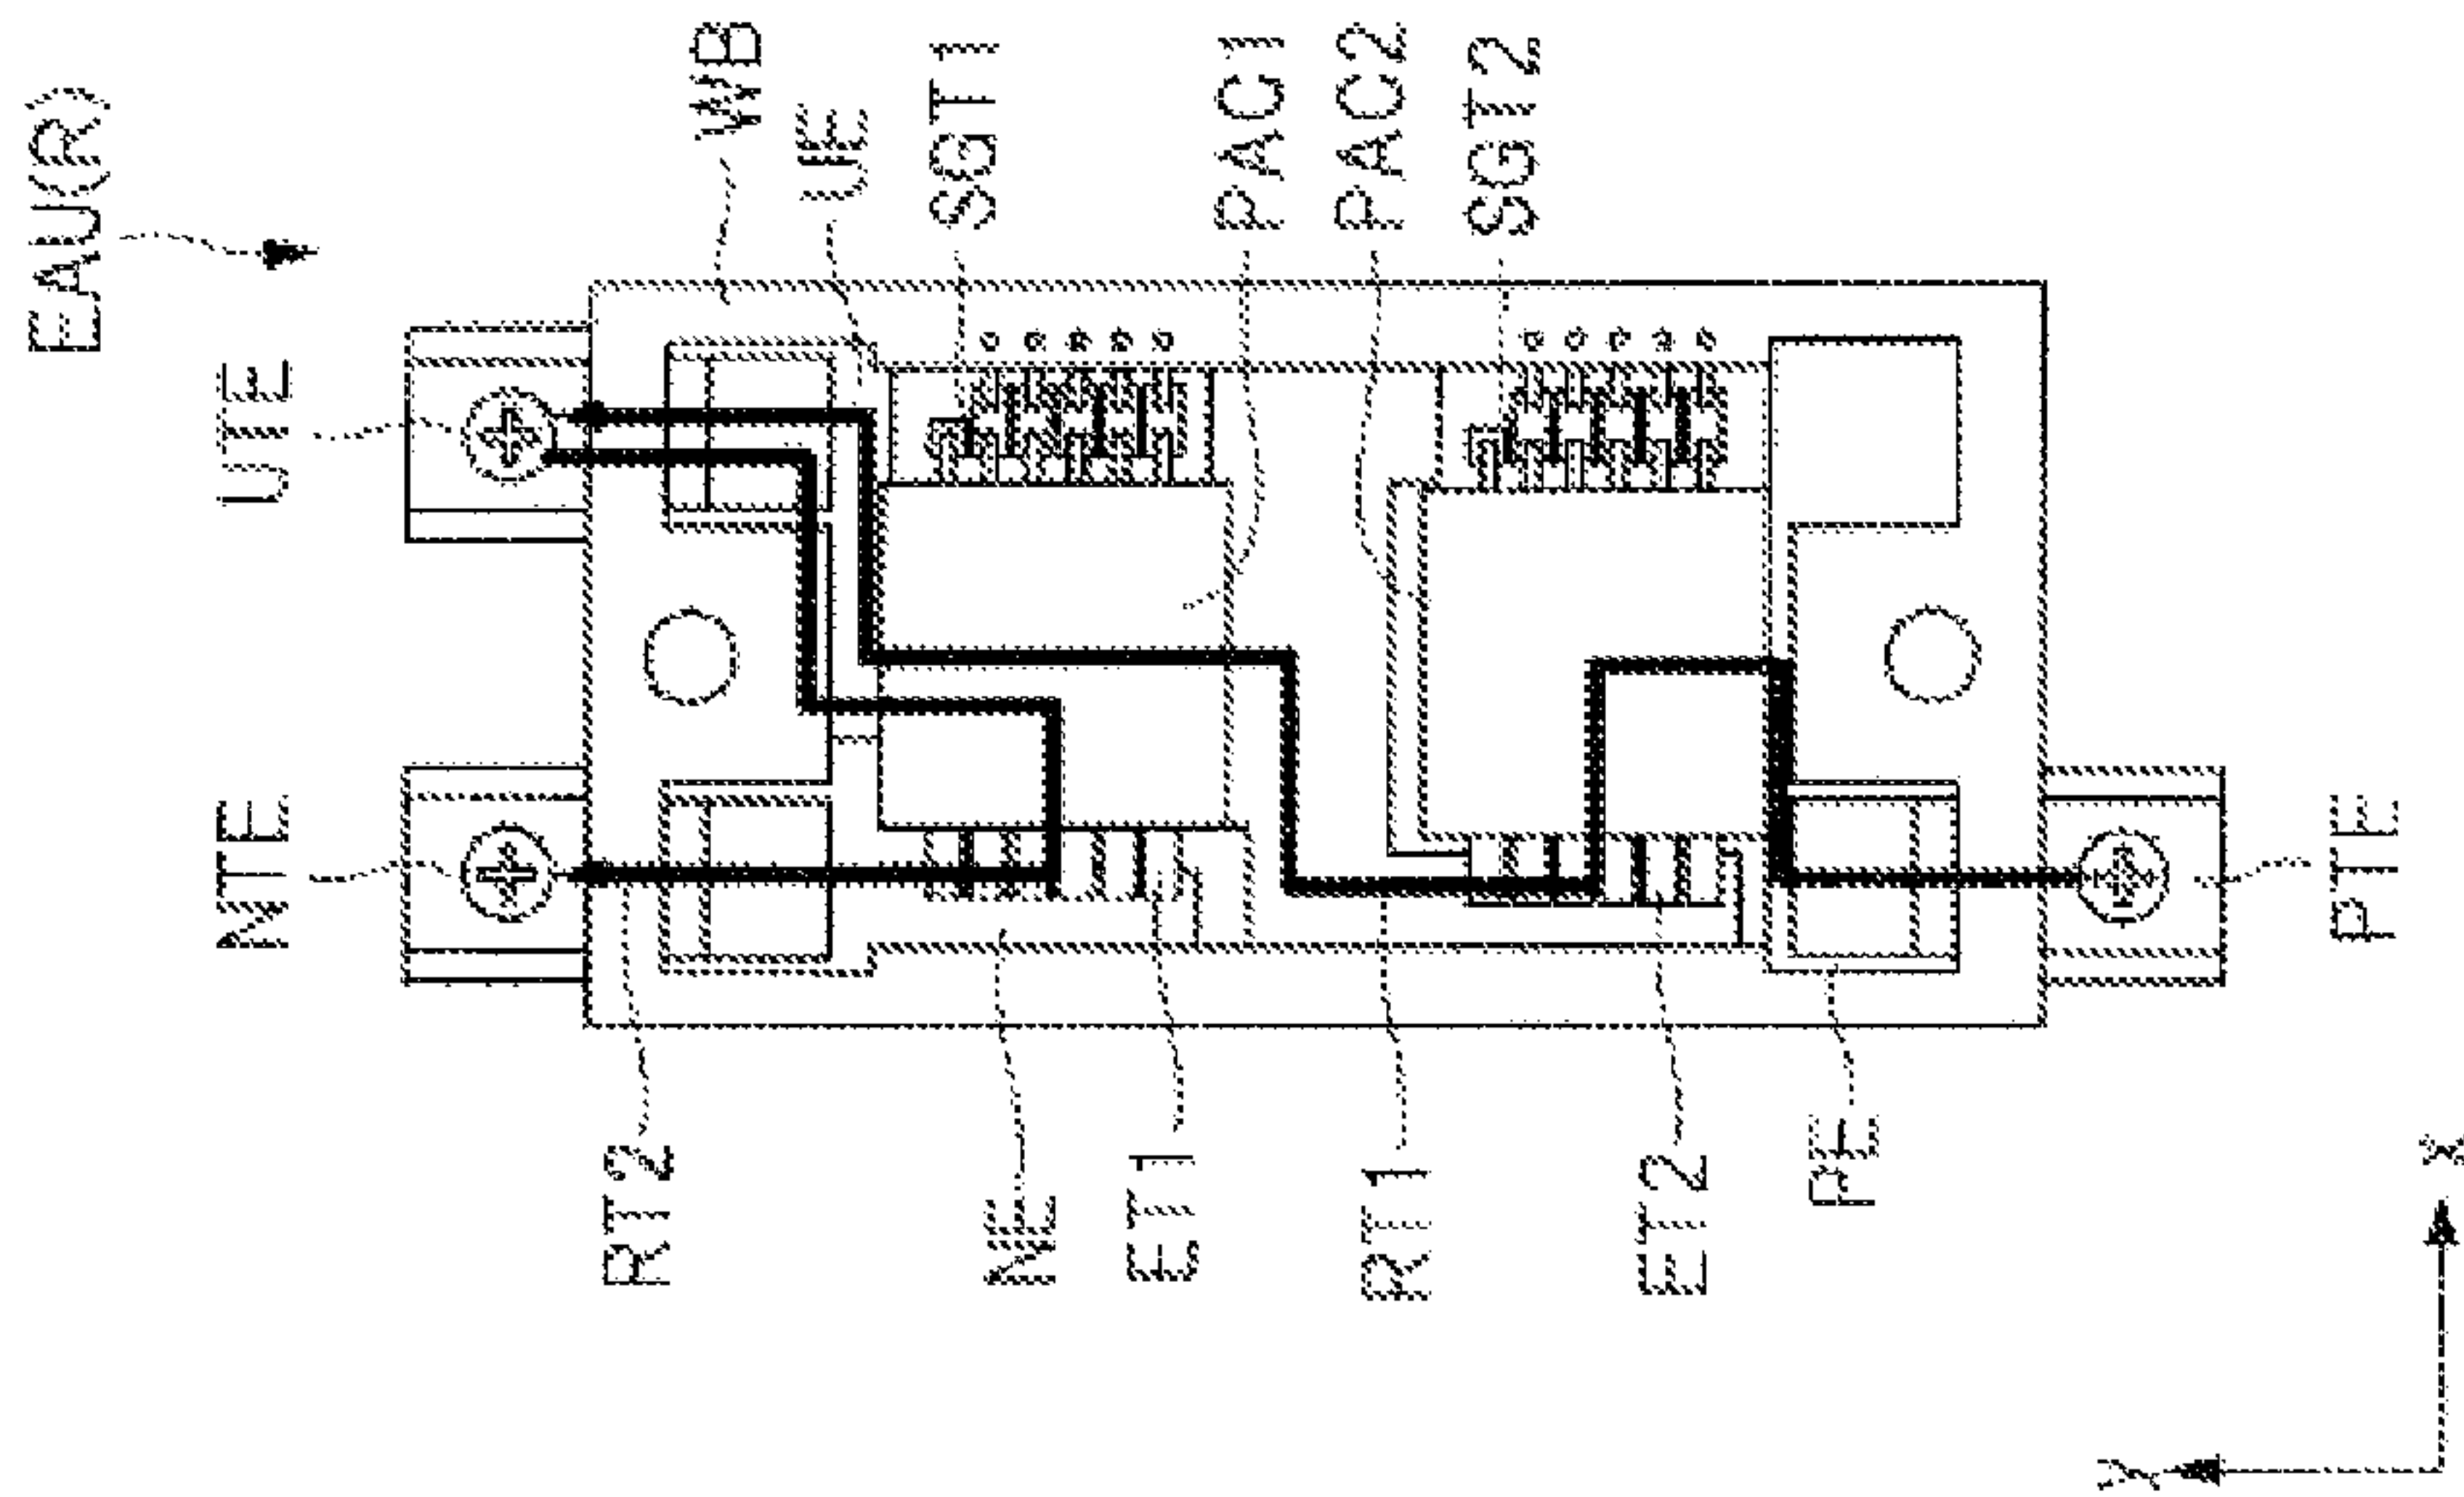 EAU(R)
NTE
UTE
RT2
WB
UE
SGT1
NE
ET1
PAC1
PAC2
RT1
SGT2
ET2
PE
PTE
Y
X